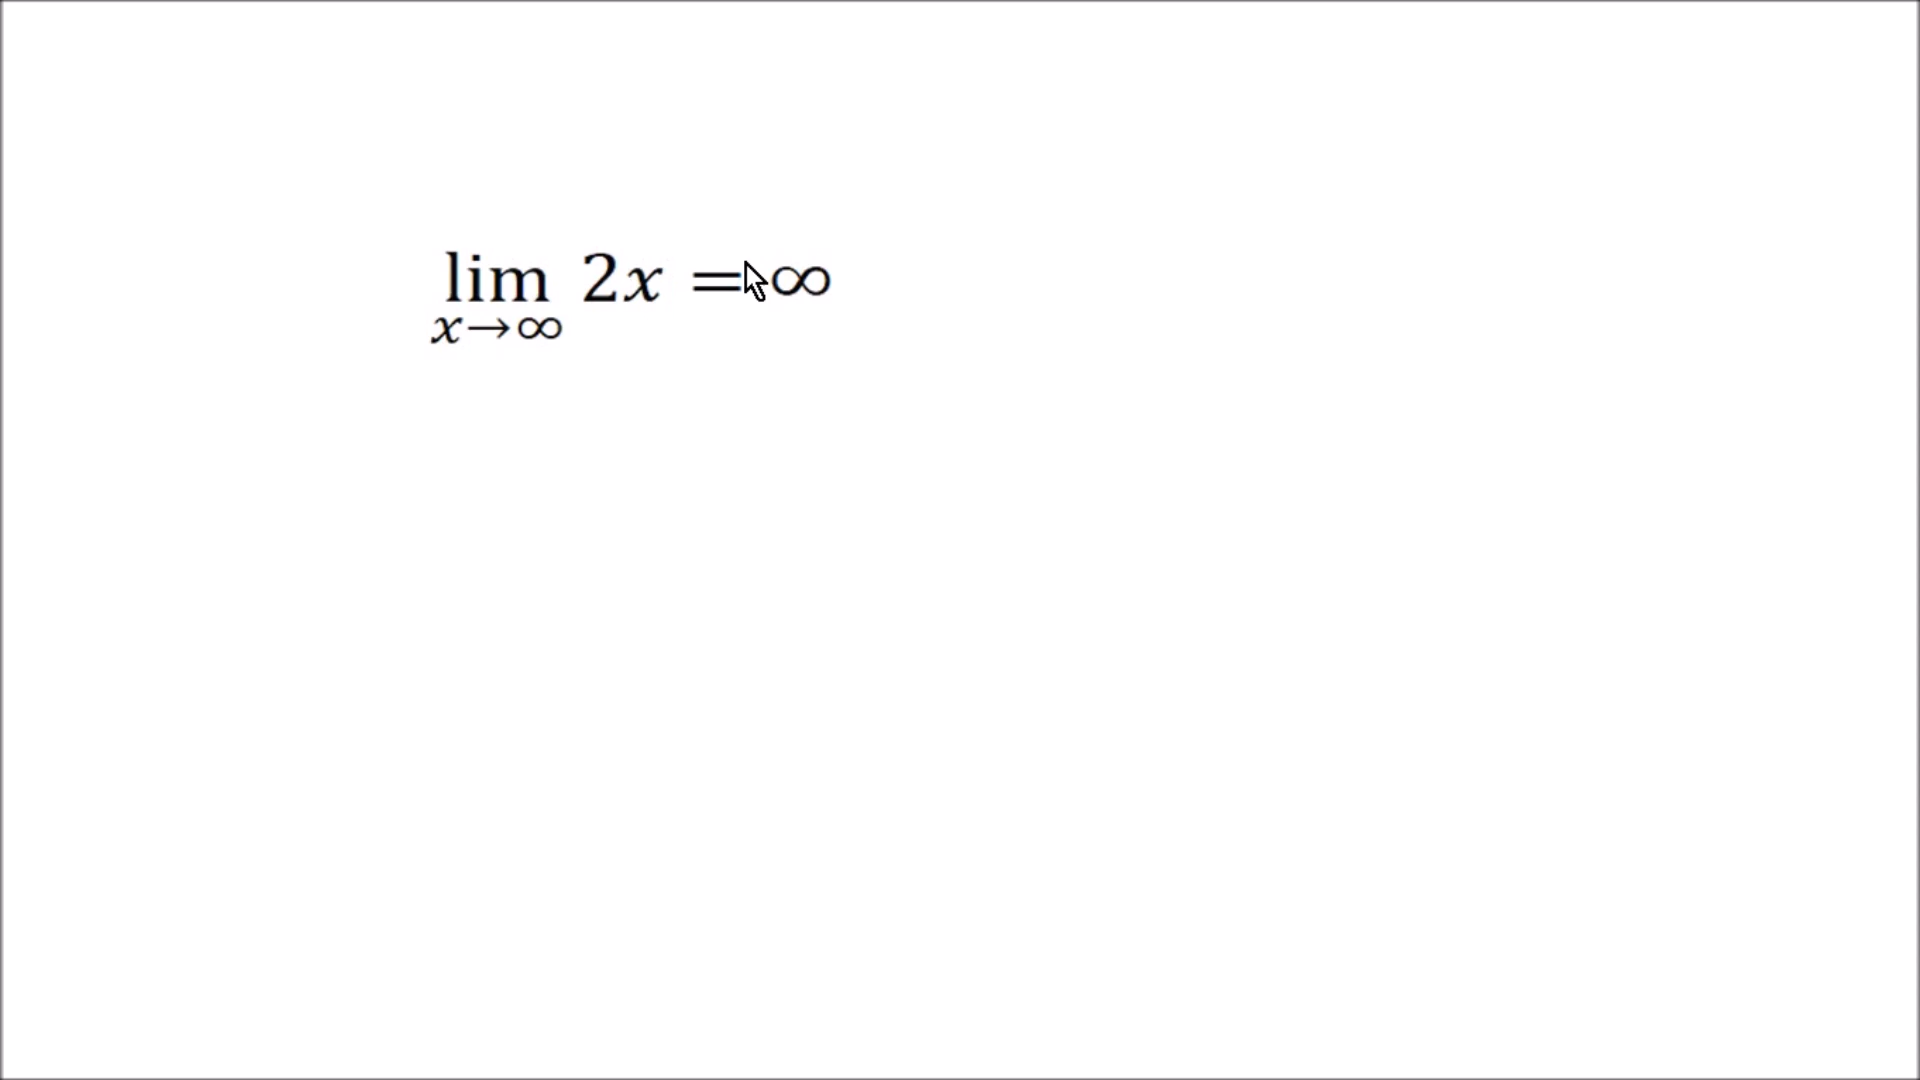 lim 2x = ∞
x→∞